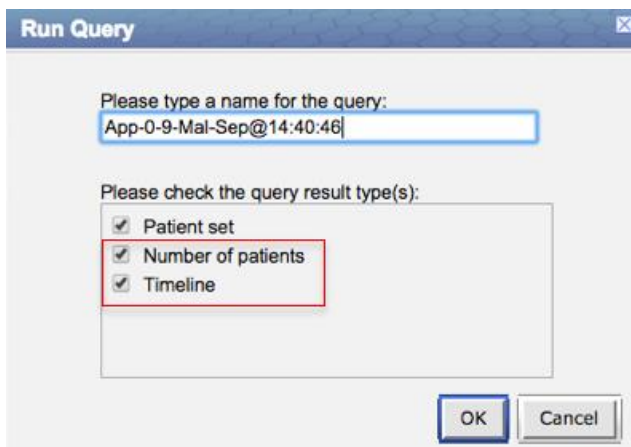 Run Query
Please type a name for the query:
App-0-9-Mal-Sep@14:40:46
Please check the query result type(s):
Patient set
Number of patients
Timeline
OK
Cancel